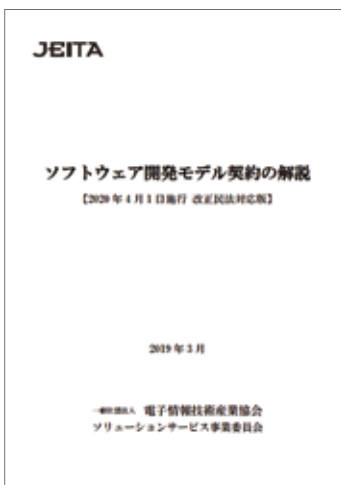 JEITA
ソフトウェア開発モデル契約の解説
【2020年4月1日施行 改正民法対応版】
2019年3月
一般社団法人 電子情報技術産業協会
ソリューションサービス事業委員会